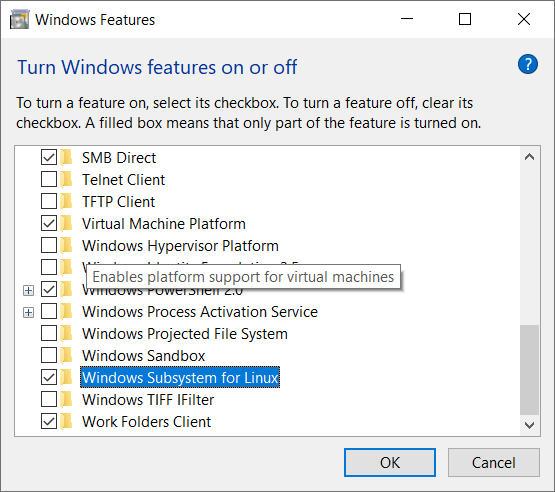 Windows Features
Turn Windows features on or off
To turn a feature on, select its checkbox. To turn a feature off, clear its
checkbox. A filled box means that only part of the feature is turned on.
SMB Direct
Telnet Client
TFTP Client
Virtual Machine Platform
Windows Hypervisor Platform
Enables platform support for virtual machines
Windows PowerShell 2.0
Windows Process Activation Service
Windows Projected File System
Windows Sandbox
Windows Subsystem for Linux
Windows TIFF IFilter
Work Folders Client
OK
Cancel